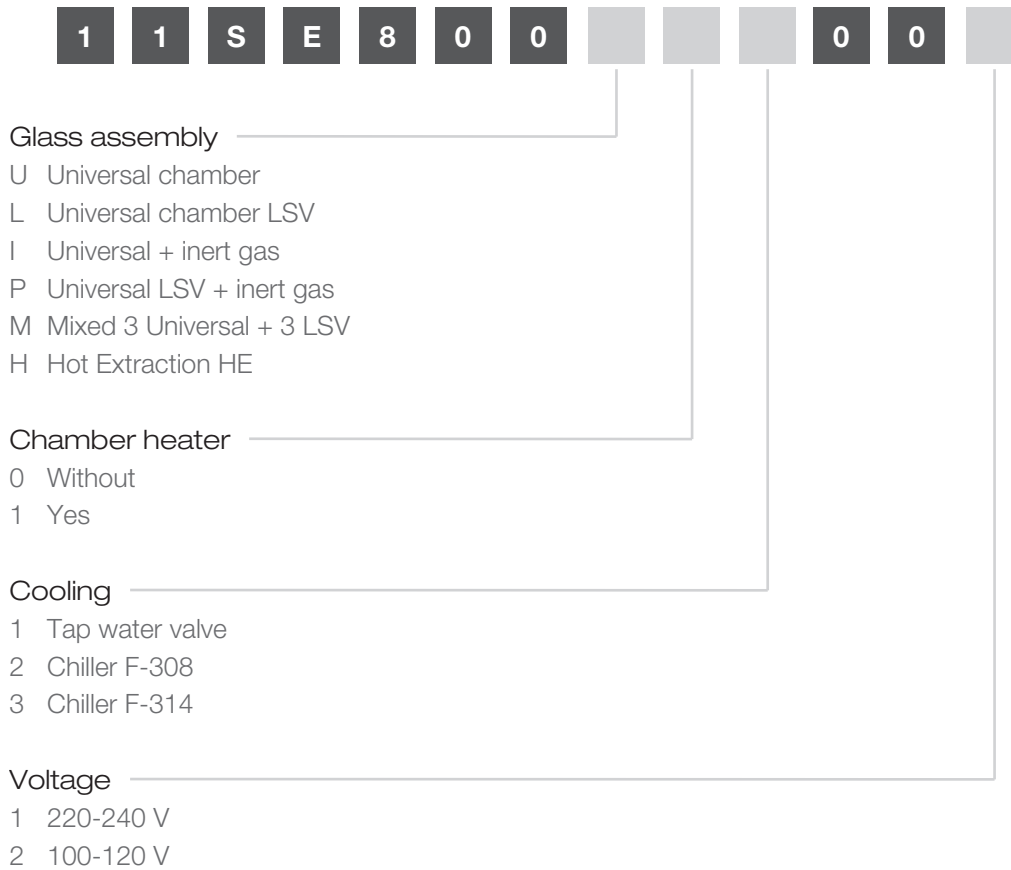 1 1 S E 8 0 0 0 0
Glass assembly
U Universal chamber
L Universal chamber LSV
I Universal + inert gas
P Universal LSV + inert gas
M Mixed 3 Universal + 3 LSV
H Hot Extraction HE
Chamber heater
0 Without
1 Yes
Cooling
1 Tap water valve
2 Chiller F-308
3 Chiller F-314
Voltage
1 220-240 V
2 100-120 V